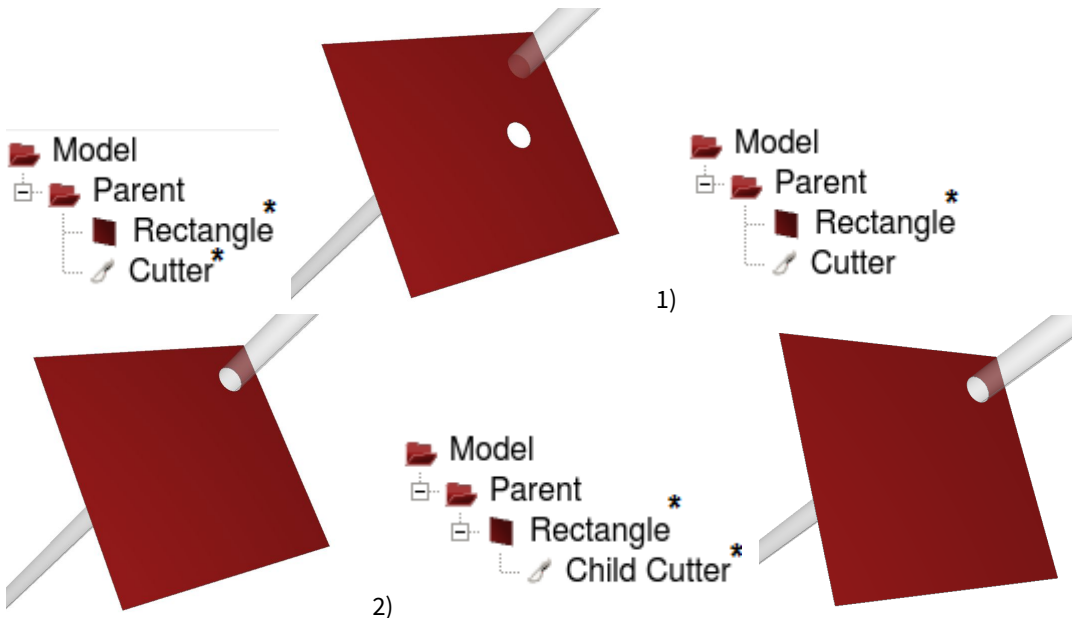 Model
Parent
Rectangle*
Cutter*
Model
Parent
Rectangle*
Cutter
1)
Model
Parent
Rectangle*
Child Cutter*
2)